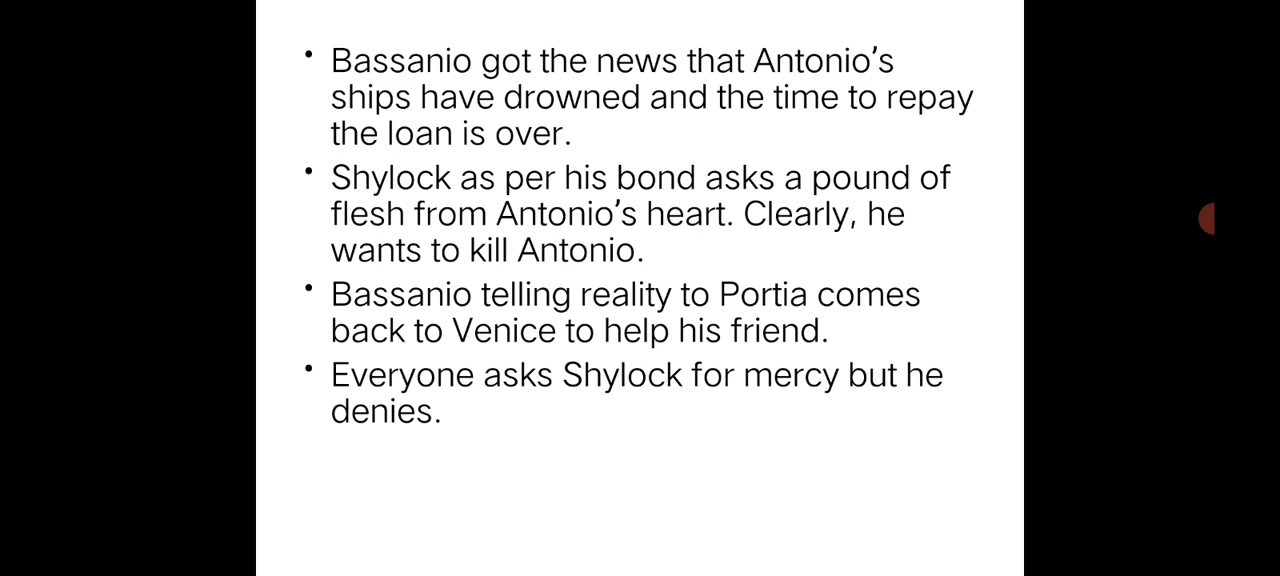 • Bassanio got the news that Antonio’s
ships have drowned and the time to repay
the loan is over.
• Shylock as per his bond asks a pound of
flesh from Antonio’s heart. Clearly, he
wants to kill Antonio.
• Bassanio telling reality to Portia comes
back to Venice to help his friend.
• Everyone asks Shylock for mercy but he
denies.